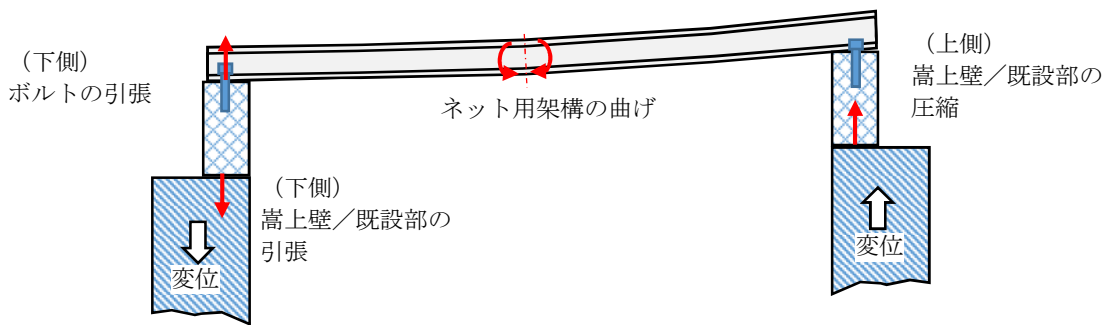 （下側）
ボルトの引張
ネット用架構の曲げ
（上側）
嵩上壁／既設部の
圧縮
（下側）
嵩上壁／既設部の
引張
変位
変位